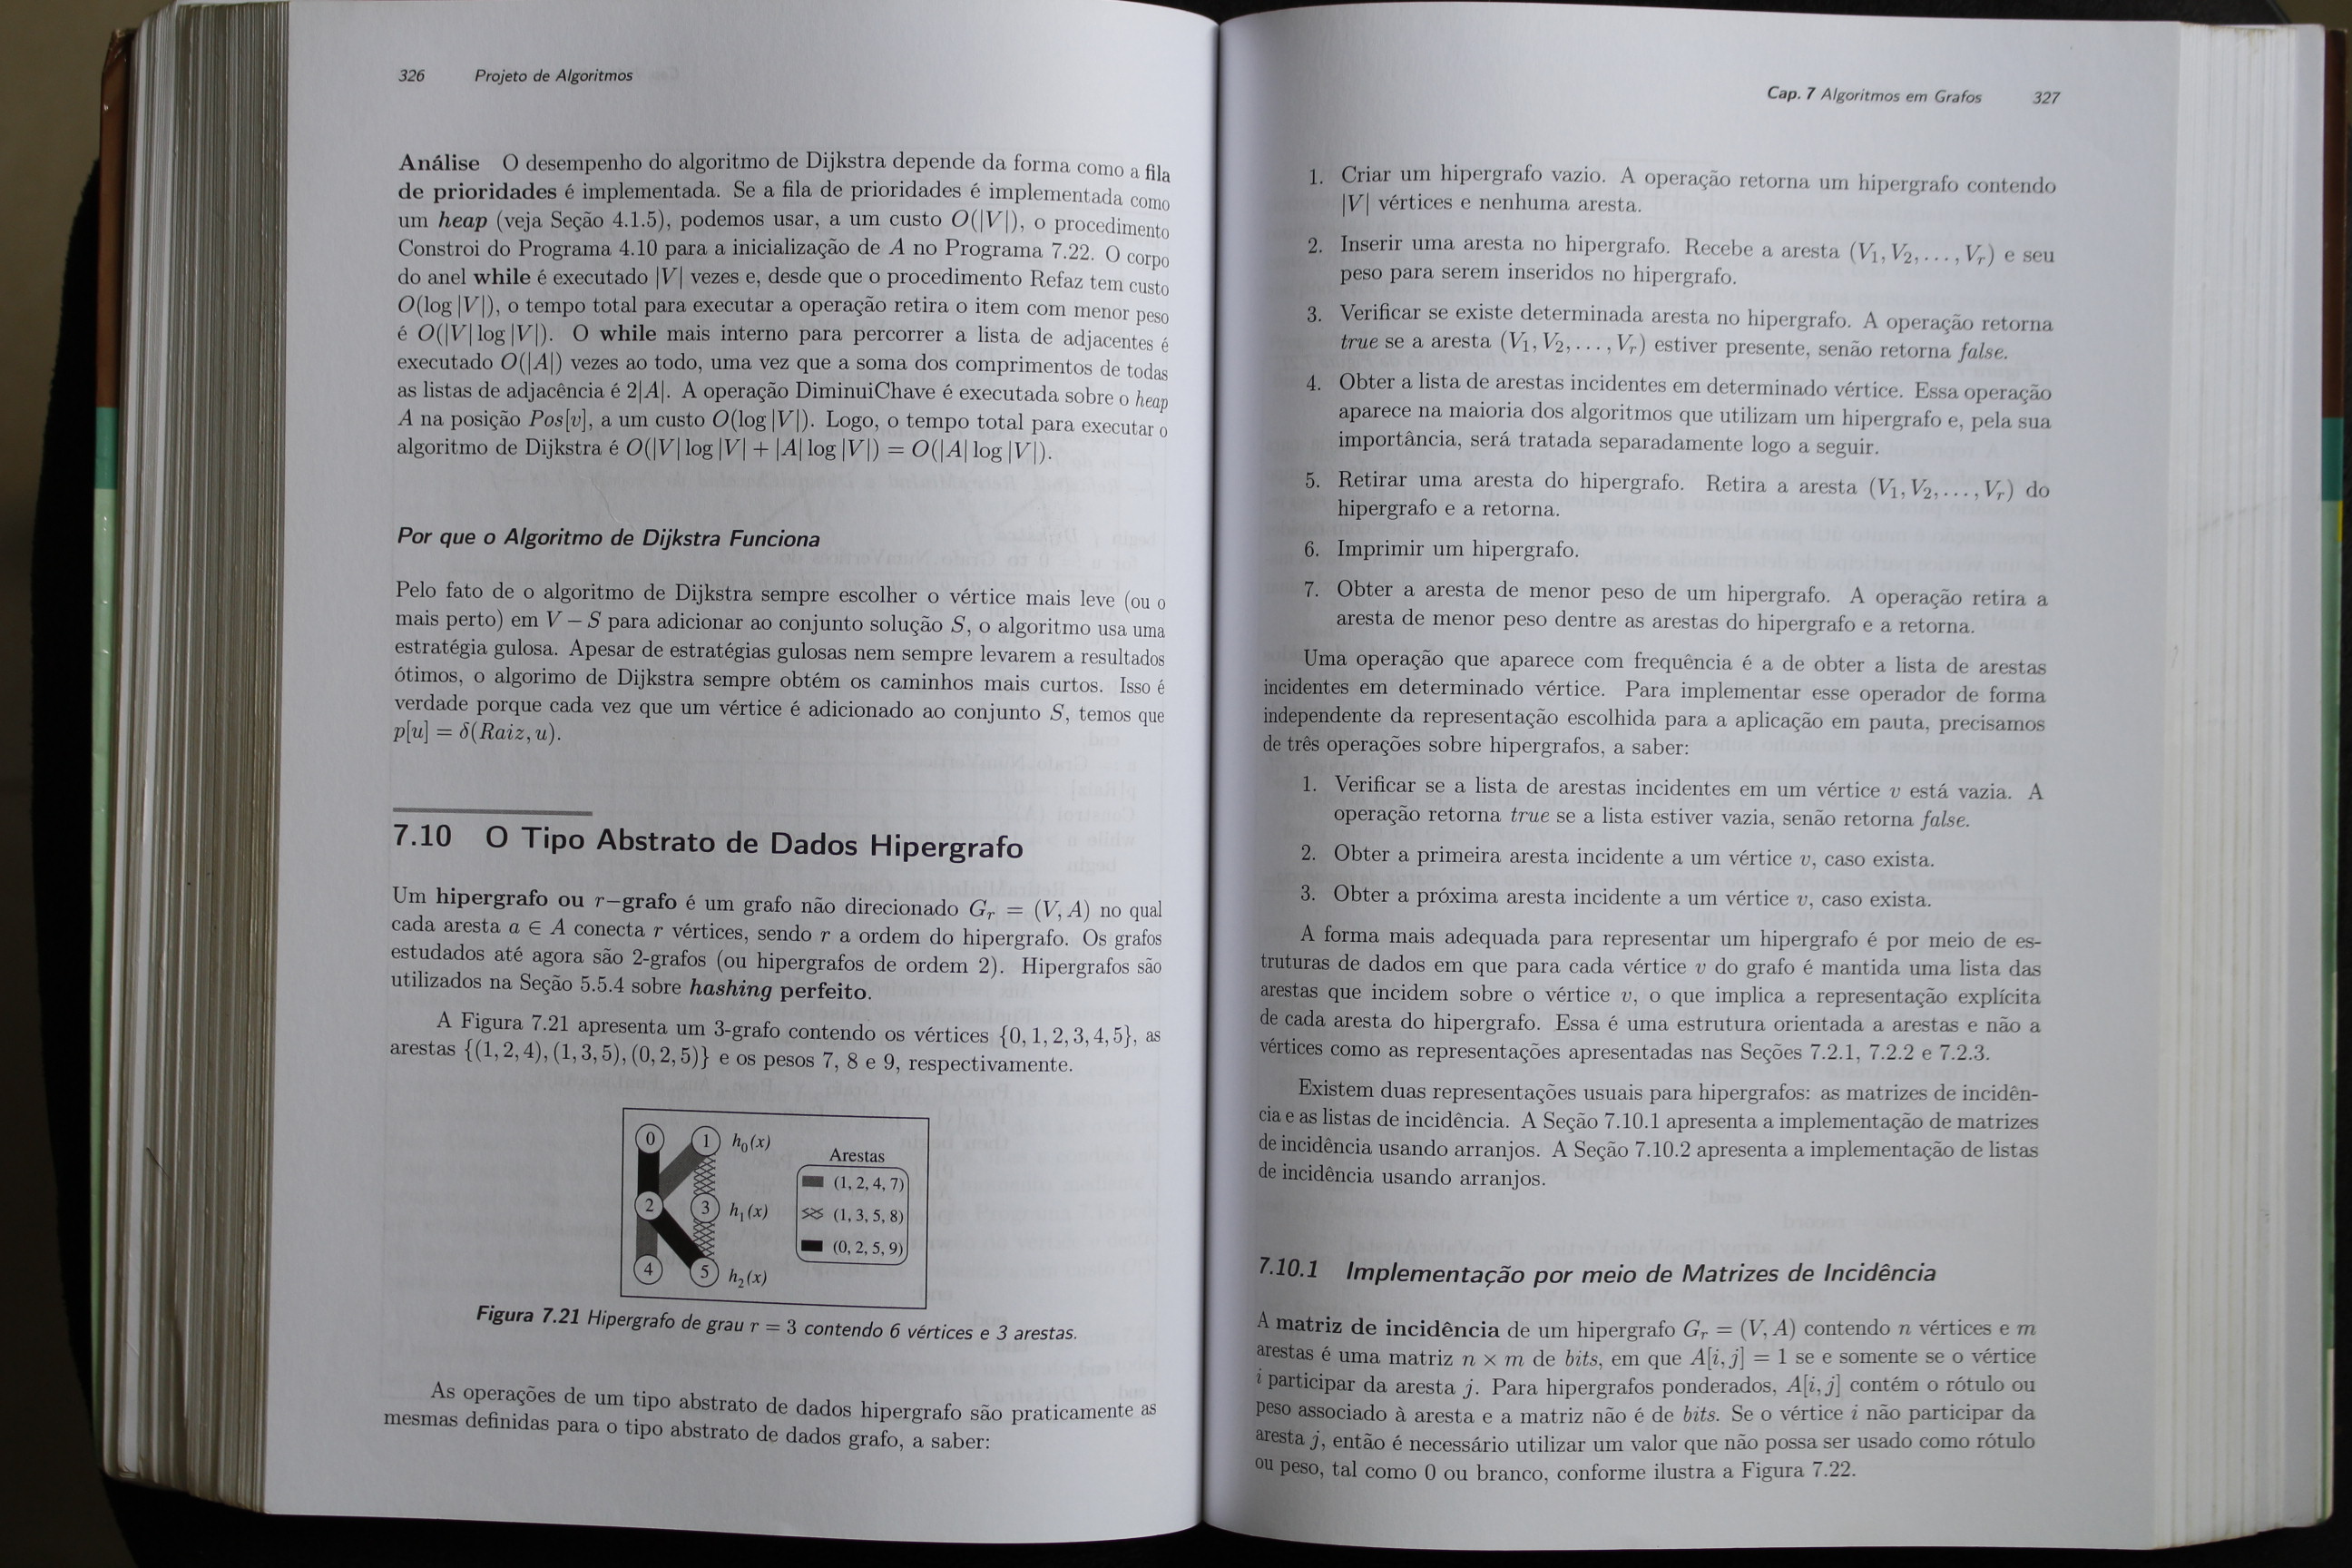 326 Projeto de Algoritmos
Análise O desempenho do algoritmo de Dijkstra depende da forma como a fila
de prioridades é implementada. Se a fila de prioridades é implementada como
um heap (veja Seção 4.1.5), podemos usar, a um custo O(|V|), o procedimento
Constroi do Programa 4.10 para a inicialização de A no Programa 7.22. O corpo
do anel while é executado |V| vezes e, desde que o procedimento Refaz tem custo
O(log |V|), o tempo total para executar a operação retira o item com menor peso
é O(|V| log |V|). O while mais interno para percorrer a lista de adjacentes é
executado O(|A|) vezes ao todo, uma vez que a soma dos comprimentos de todas
as listas de adjacência é 2|A|. A operação DiminuiChave é executada sobre o heap
A na posição Pos[v], a um custo O(log |V|). Logo, o tempo total para executar o
algoritmo de Dijkstra é O(|V| log |V| + |A| log |V|) = O(|A| log |V|).
Por que o Algoritmo de Dijkstra Funciona
Pelo fato de o algoritmo de Dijkstra sempre escolher o vértice mais leve (ou o
mais perto) em V − S para adicionar ao conjunto solução S, o algoritmo usa uma
estratégia gulosa. Apesar de estratégias gulosas nem sempre levarem a resultados
ótimos, o algorimo de Dijkstra sempre obtém os caminhos mais curtos. Isso é
verdade porque cada vez que um vértice é adicionado ao conjunto S, temos que
p[u] = δ(Raiz, u).
7.10 O Tipo Abstrato de Dados Hipergrafo
Um hipergrafo ou r−grafo é um grafo não direcionado Gᵣ = (V, A) no qual
cada aresta a ∈ A conecta r vértices, sendo r a ordem do hipergrafo. Os grafos
estudados até agora são 2-grafos (ou hipergrafos de ordem 2). Hipergrafos são
utilizados na Seção 5.5.4 sobre hashing perfeito.
A Figura 7.21 apresenta um 3-grafo contendo os vértices {0, 1, 2, 3, 4, 5}, as
arestas {(1, 2, 4), (1, 3, 5), (0, 2, 5)} e os pesos 7, 8 e 9, respectivamente.
0 1 h₀(x)
2 3 h₁(x)
4 5 h₂(x)
Arestas
(1, 2, 4, 7)
(1, 3, 5, 8)
(0, 2, 5, 9)
Figura 7.21 Hipergrafo de grau r = 3 contendo 6 vértices e 3 arestas.
As operações de um tipo abstrato de dados hipergrafo são praticamente as
mesmas definidas para o tipo abstrato de dados grafo, a saber:
Cap. 7 Algoritmos em Grafos 327
1. Criar um hipergrafo vazio. A operação retorna um hipergrafo contendo
|V| vértices e nenhuma aresta.
2. Inserir uma aresta no hipergrafo. Recebe a aresta (V₁, V₂, . . . , Vᵣ) e seu
peso para serem inseridos no hipergrafo.
3. Verificar se existe determinada aresta no hipergrafo. A operação retorna
true se a aresta (V₁, V₂, . . . , Vᵣ) estiver presente, senão retorna false.
4. Obter a lista de arestas incidentes em determinado vértice. Essa operação
aparece na maioria dos algoritmos que utilizam um hipergrafo e, pela sua
importância, será tratada separadamente logo a seguir.
5. Retirar uma aresta do hipergrafo. Retira a aresta (V₁, V₂, . . . , Vᵣ) do
hipergrafo e a retorna.
6. Imprimir um hipergrafo.
7. Obter a aresta de menor peso de um hipergrafo. A operação retira a
aresta de menor peso dentre as arestas do hipergrafo e a retorna.
Uma operação que aparece com frequência é a de obter a lista de arestas
incidentes em determinado vértice. Para implementar esse operador de forma
independente da representação escolhida para a aplicação em pauta, precisamos
de três operações sobre hipergrafos, a saber:
1. Verificar se a lista de arestas incidentes em um vértice v está vazia. A
operação retorna true se a lista estiver vazia, senão retorna false.
2. Obter a primeira aresta incidente a um vértice v, caso exista.
3. Obter a próxima aresta incidente a um vértice v, caso exista.
A forma mais adequada para representar um hipergrafo é por meio de es-
truturas de dados em que para cada vértice v do grafo é mantida uma lista das
arestas que incidem sobre o vértice v, o que implica a representação explícita
de cada aresta do hipergrafo. Essa é uma estrutura orientada a arestas e não a
vértices como as representações apresentadas nas Seções 7.2.1, 7.2.2 e 7.2.3.
Existem duas representações usuais para hipergrafos: as matrizes de incidên-
cia e as listas de incidência. A Seção 7.10.1 apresenta a implementação de matrizes
de incidência usando arranjos. A Seção 7.10.2 apresenta a implementação de listas
de incidência usando arranjos.
7.10.1 Implementação por meio de Matrizes de Incidência
A matriz de incidência de um hipergrafo Gᵣ = (V, A) contendo n vértices e m
arestas é uma matriz n × m de bits, em que A[i, j] = 1 se e somente se o vértice
i participar da aresta j. Para hipergrafos ponderados, A[i, j] contém o rótulo ou
peso associado à aresta e a matriz não é de bits. Se o vértice i não participar da
aresta j, então é necessário utilizar um valor que não possa ser usado como rótulo
ou peso, tal como 0 ou branco, conforme ilustra a Figura 7.22.